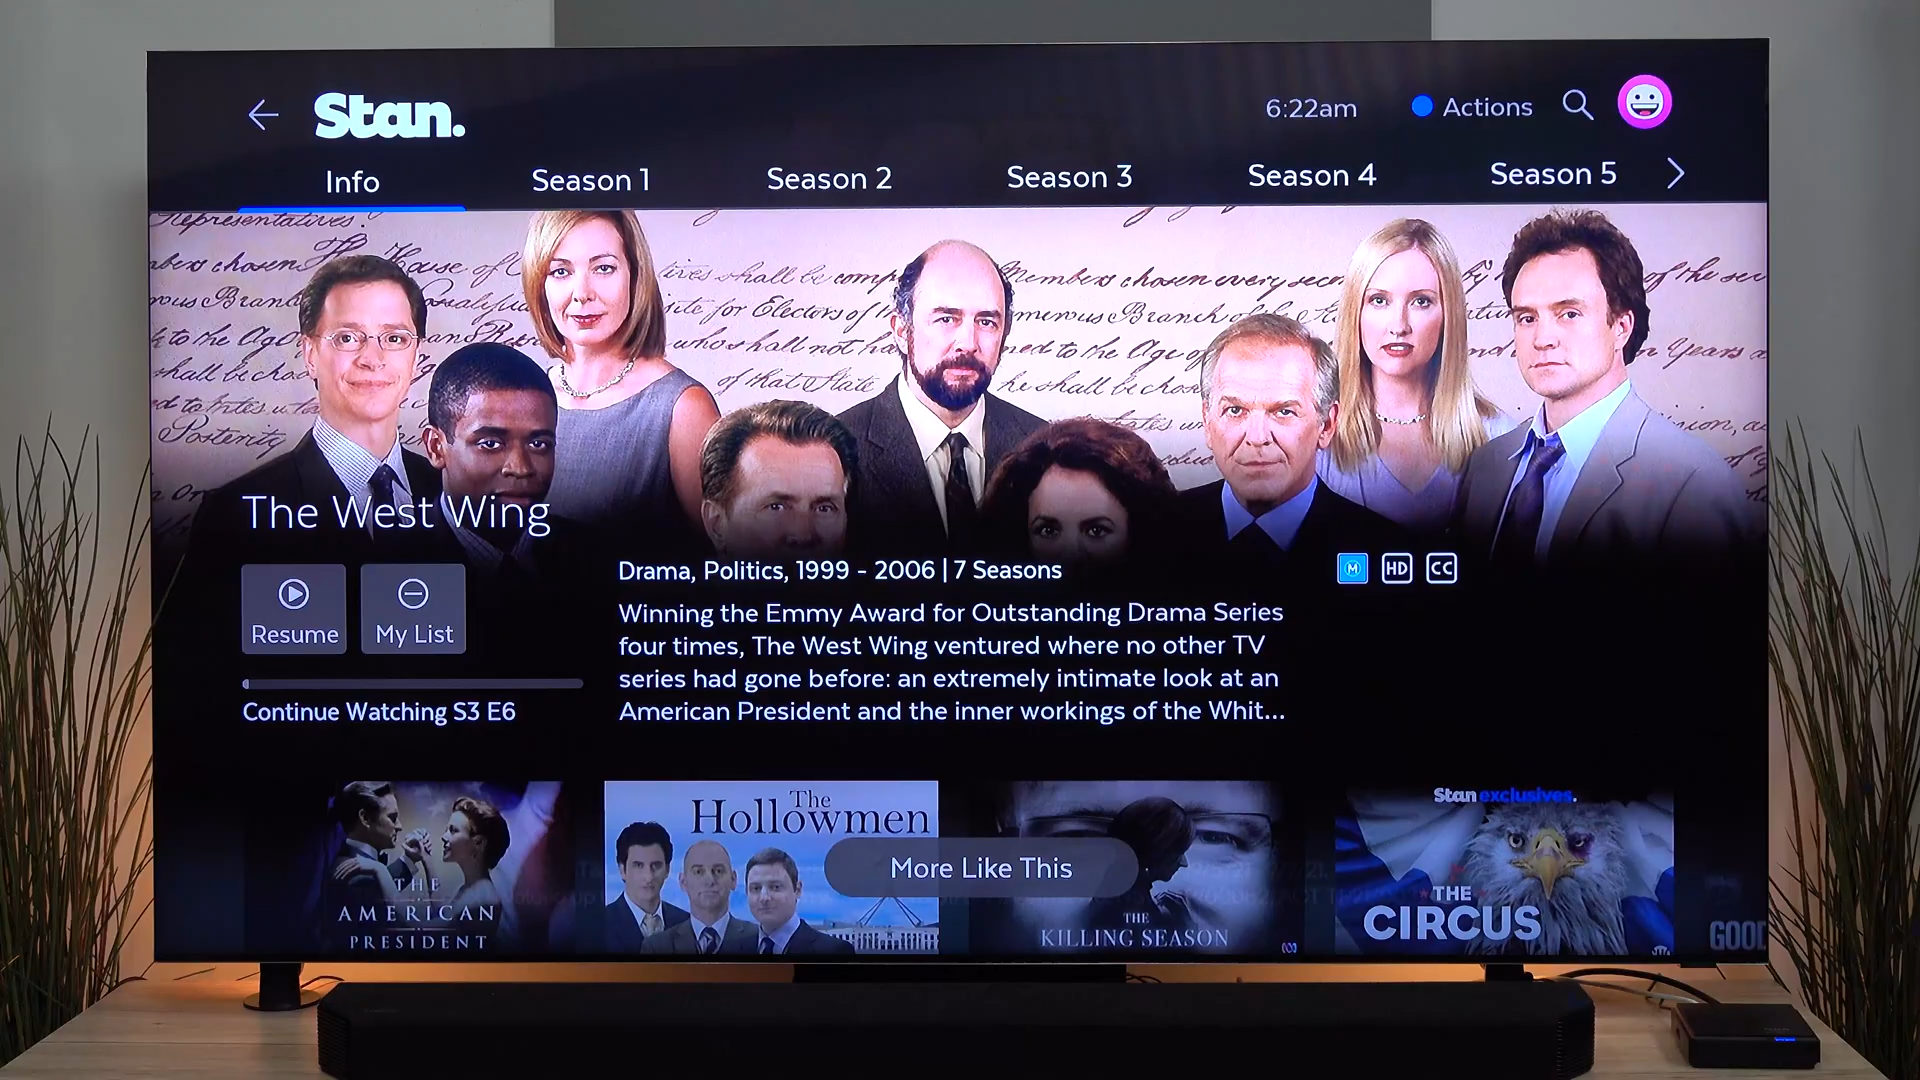 Stan.
6:22am
Actions
Info
Season 1
Season 2
Season 3
Season 4
Season 5
Representatives.
The West Wing
Resume
My List
Continue Watching S3 E6
Drama, Politics, 1999 - 2006 | 7 Seasons
M
HD
CC
Winning the Emmy Award for Outstanding Drama Series
four times, The West Wing ventured where no other TV
series had gone before: an extremely intimate look at an
American President and the inner workings of the Whit...
THE
AMERICAN
PRESIDENT
The
Hollowmen
More Like This
THE
KILLING SEASON
Stan exclusives.
THE
CIRCUS